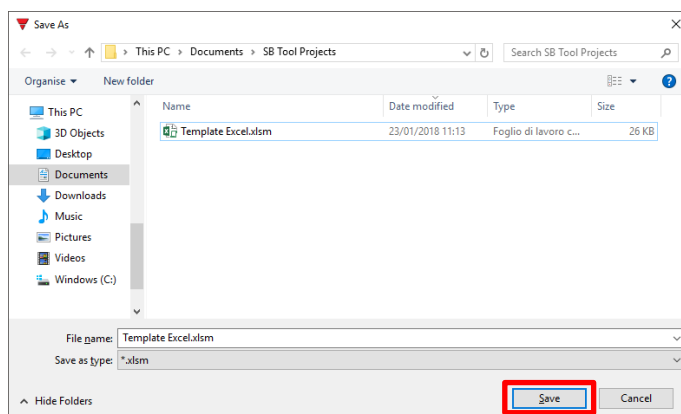 Save As
This PC > Documents > SB Tool Projects
Search SB Tool Projects
Organise
New folder
Name
Date modified
Type
Size
This PC
3D Objects
Desktop
Documents
Downloads
Music
Pictures
Videos
Windows (C:)
Template Excel.xlsm 23/01/2018 11:13 Foglio di lavoro c... 26 KB
File name: Template Excel.xlsm
Save as type: *.xlsm
Hide Folders
Save
Cancel